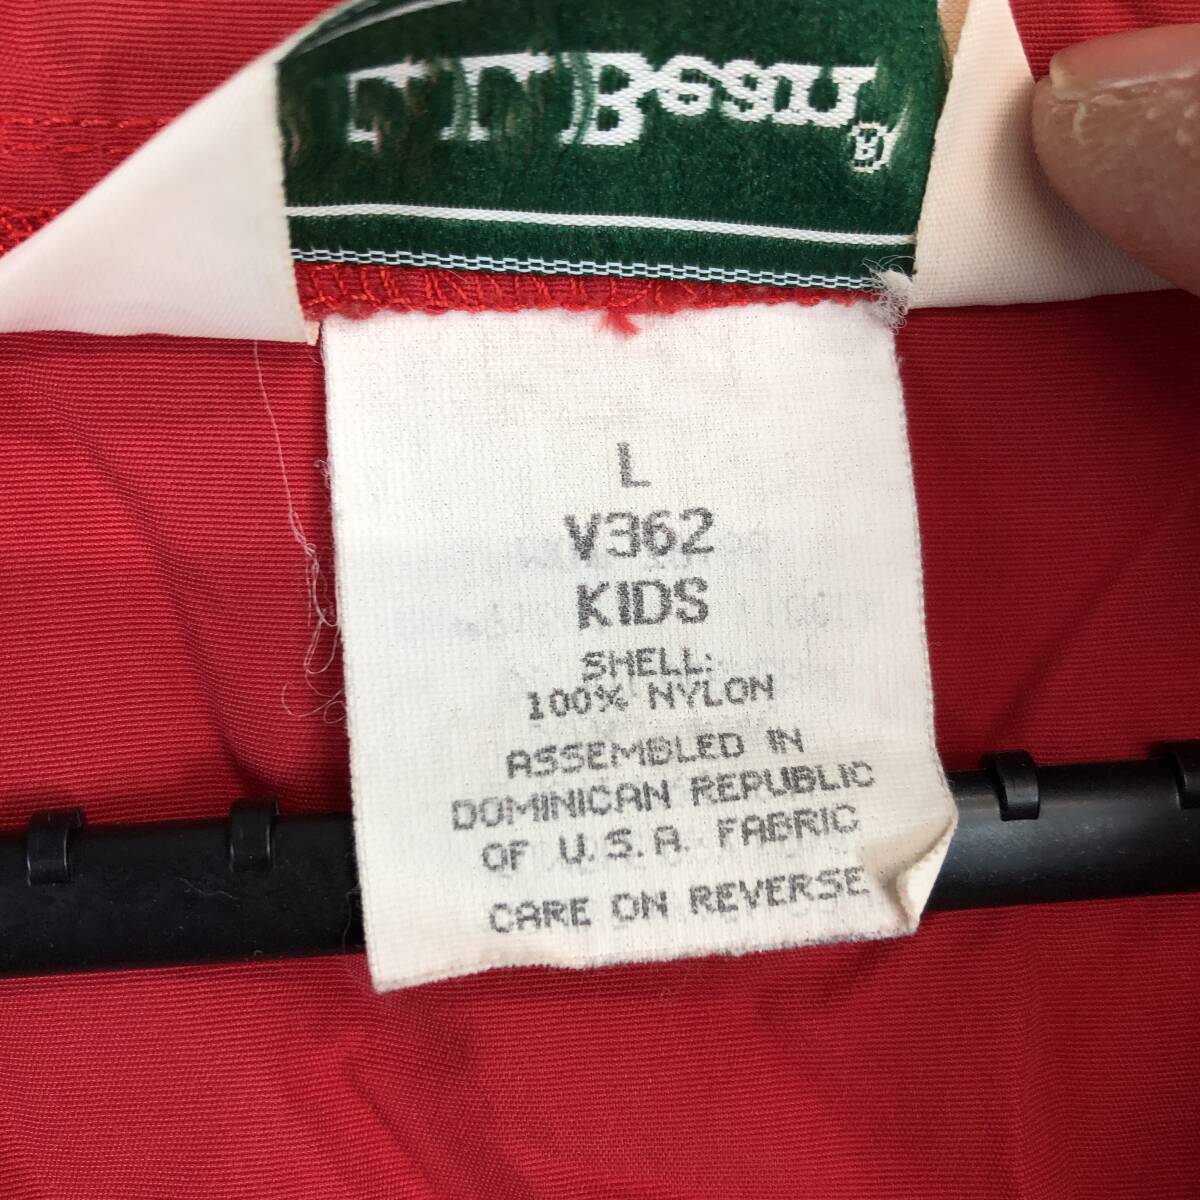 L.L.Bean®
L
V362
KIDS
SHELL:
100% NYLON
ASSEMBLED IN
DOMINICAN REPUBLIC
OF U.S.A. FABRIC
CARE ON REVERSE